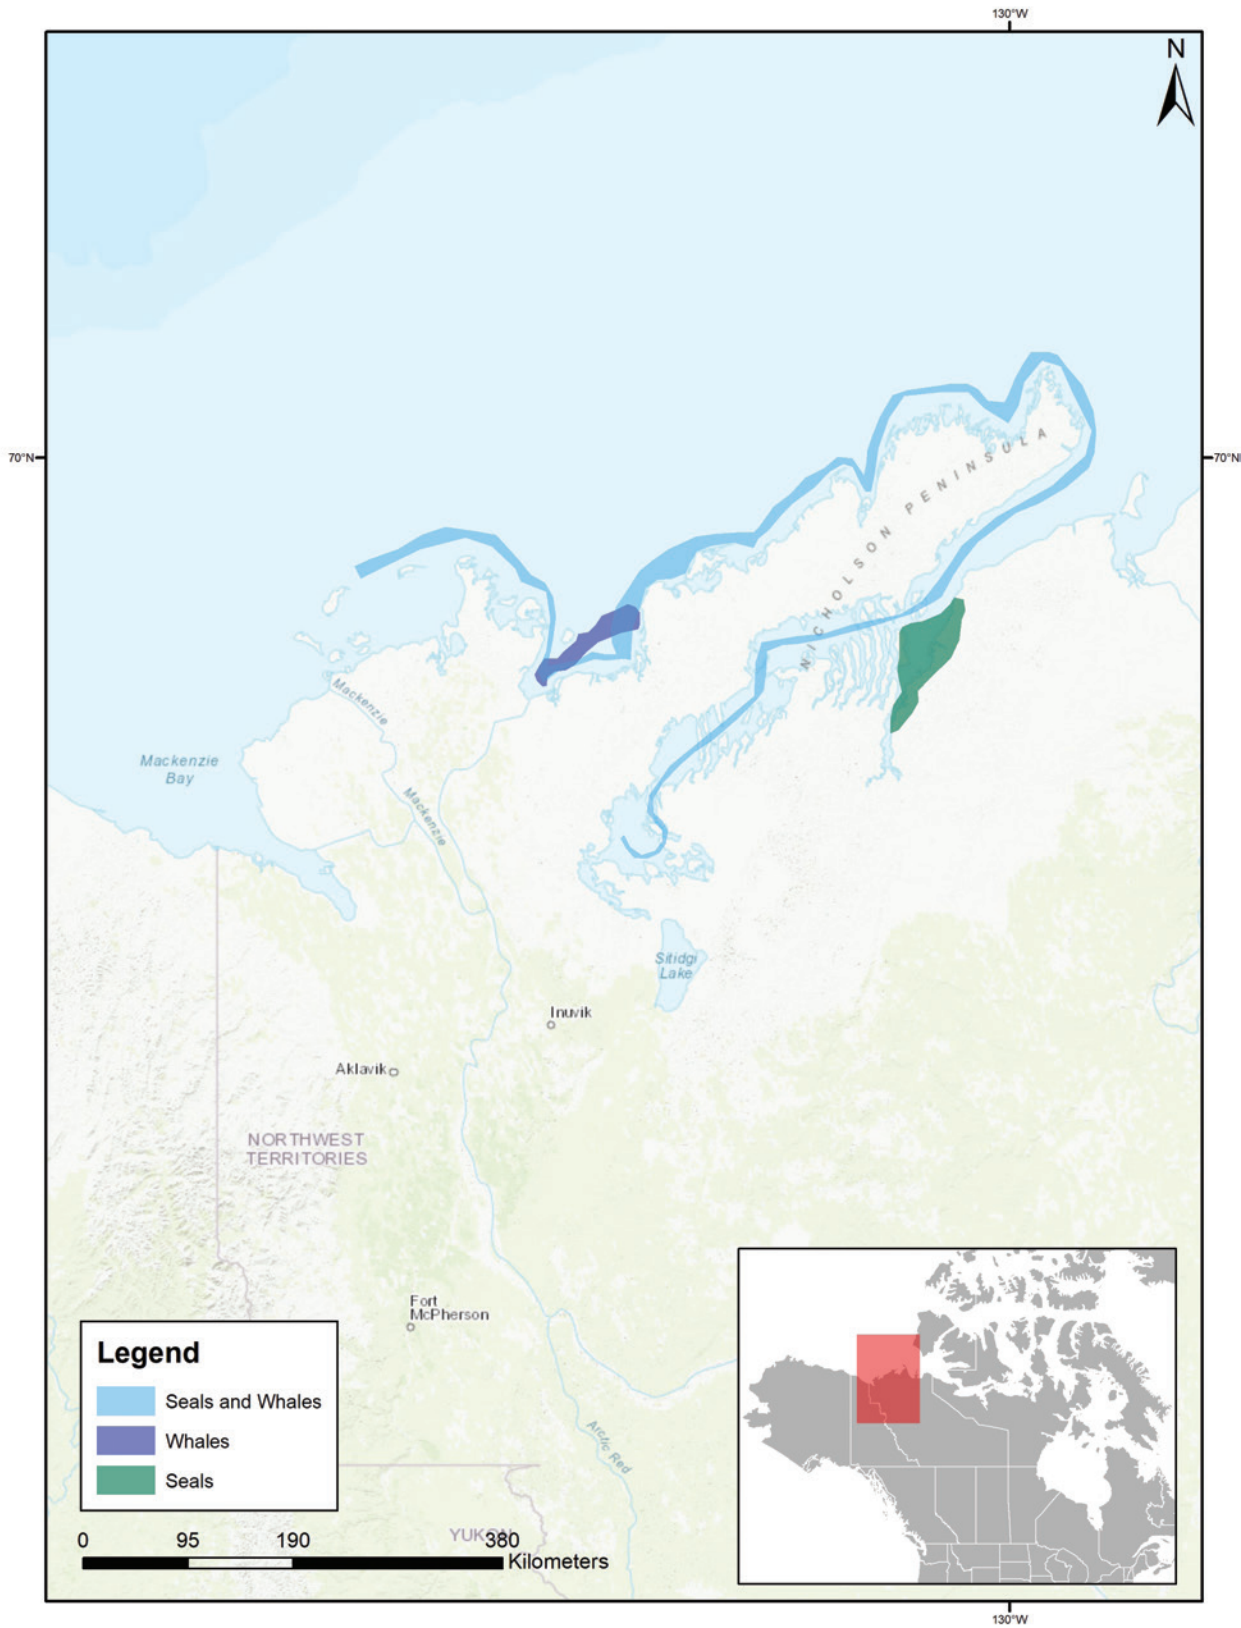 130°W
N
70°N
70°N
NICHOLSON PENINSULA
Mackenzie
Mackenzie
Bay
Mackenzie
Sitidgi
Lake
Inuvik
Aklavik
NORTHWEST
TERRITORIES
Fort
McPherson
Legend
Seals and Whales
Whales
Seals
Arctic Red
YUKON
0 95 190 380
Kilometers
130°W